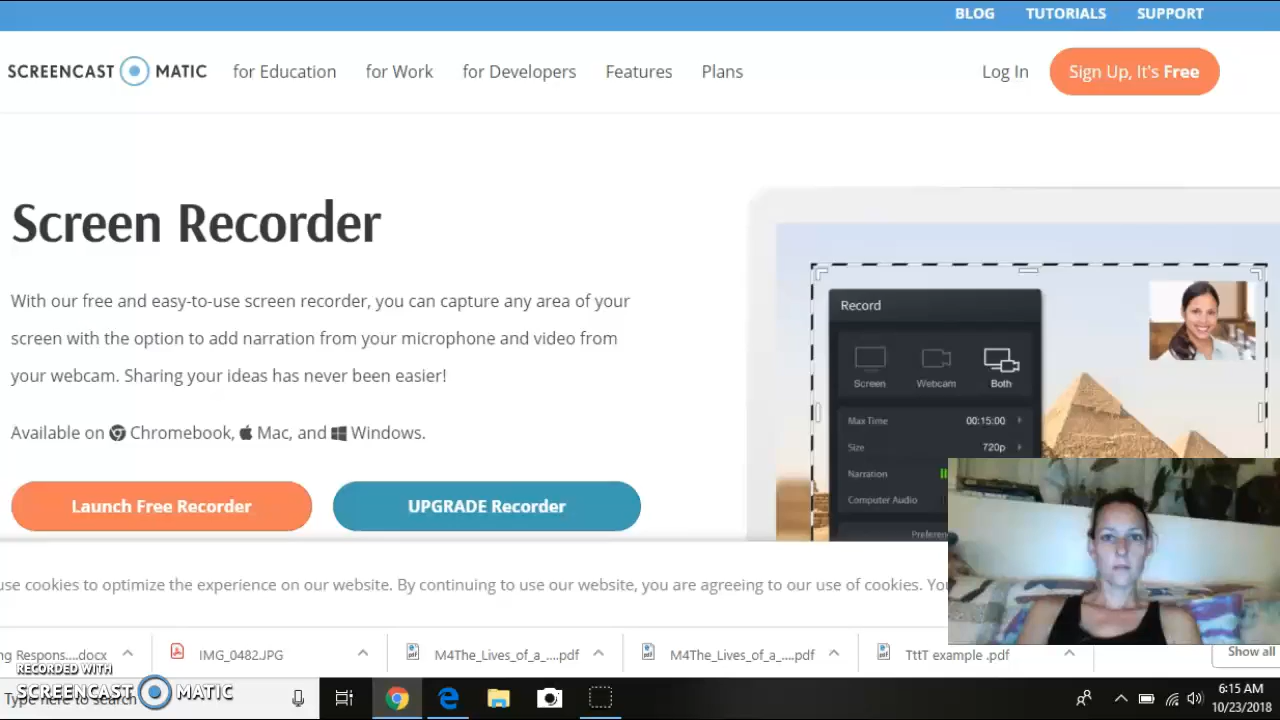 BLOG TUTORIALS SUPPORT
SCREENCAST MATIC for Education for Work for Developers Features Plans Log In Sign Up, It's Free
Screen Recorder
With our free and easy-to-use screen recorder, you can capture any area of your
screen with the option to add narration from your microphone and video from
your webcam. Sharing your ideas has never been easier!
Available on Chromebook, Mac, and Windows.
Launch Free Recorder UPGRADE Recorder
Record
Screen Webcam Both
Max Time 00:15:00
Size 720p
Narration
Computer Audio
Preferen
use cookies to optimize the experience on our website. By continuing to use our website, you are agreeing to our use of cookies. You
ng Respons....docx IMG_0482.JPG M4The_Lives_of_a_....pdf M4The_Lives_of_a_....pdf TttT example .pdf Show all
RECORDED WITH
SCREENCAST MATIC
Type here to search
6:15 AM
10/23/2018